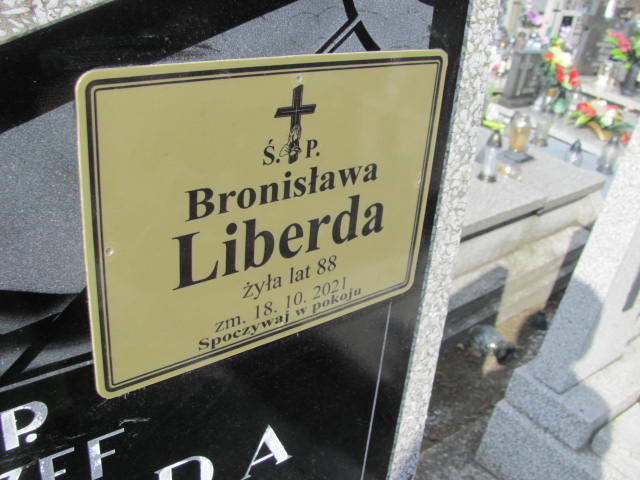 Ś. P.
Bronisława
Liberda
żyła lat 88
zm. 18. 10. 2021
Spoczywaj w pokoju
P.